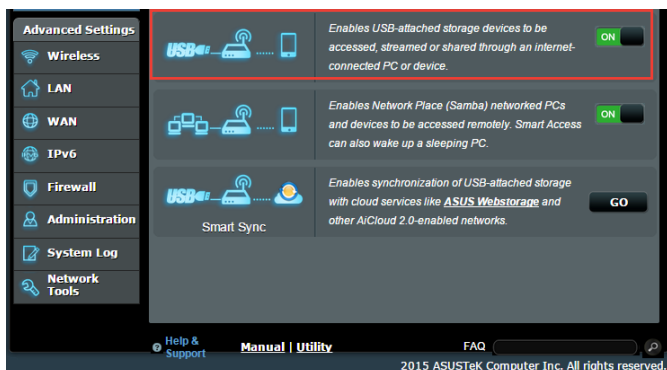 Advanced Settings
Wireless
LAN
WAN
IPv6
Firewall
Administration
System Log
Network
Tools
USB
Enables USB-attached storage devices to be
accessed, streamed or shared through an internet-
connected PC or device.
ON
Enables Network Place (Samba) networked PCs
and devices to be accessed remotely. Smart Access
can also wake up a sleeping PC.
ON
USB
Smart Sync
Enables synchronization of USB-attached storage
with cloud services like ASUS Webstorage and
other AiCloud 2.0-enabled networks.
GO
Help &
Support
Manual | Utility
FAQ
2015 ASUSTeK Computer Inc. All rights reserved.